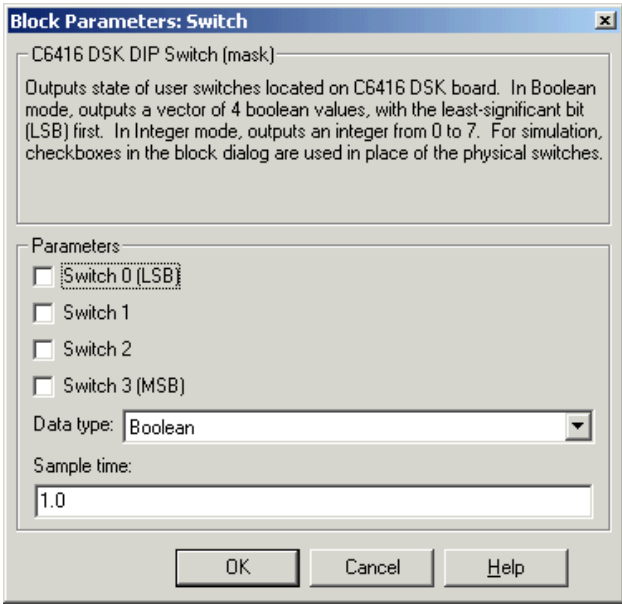 Block Parameters: Switch
C6416 DSK DIP Switch (mask)
Outputs state of user switches located on C6416 DSK board. In Boolean
mode, outputs a vector of 4 boolean values, with the least-significant bit
(LSB) first. In Integer mode, outputs an integer from 0 to 7. For simulation,
checkboxes in the block dialog are used in place of the physical switches.
Parameters
Switch 0 (LSB)
Switch 1
Switch 2
Switch 3 (MSB)
Data type: Boolean
Sample time:
1.0
OK Cancel Help